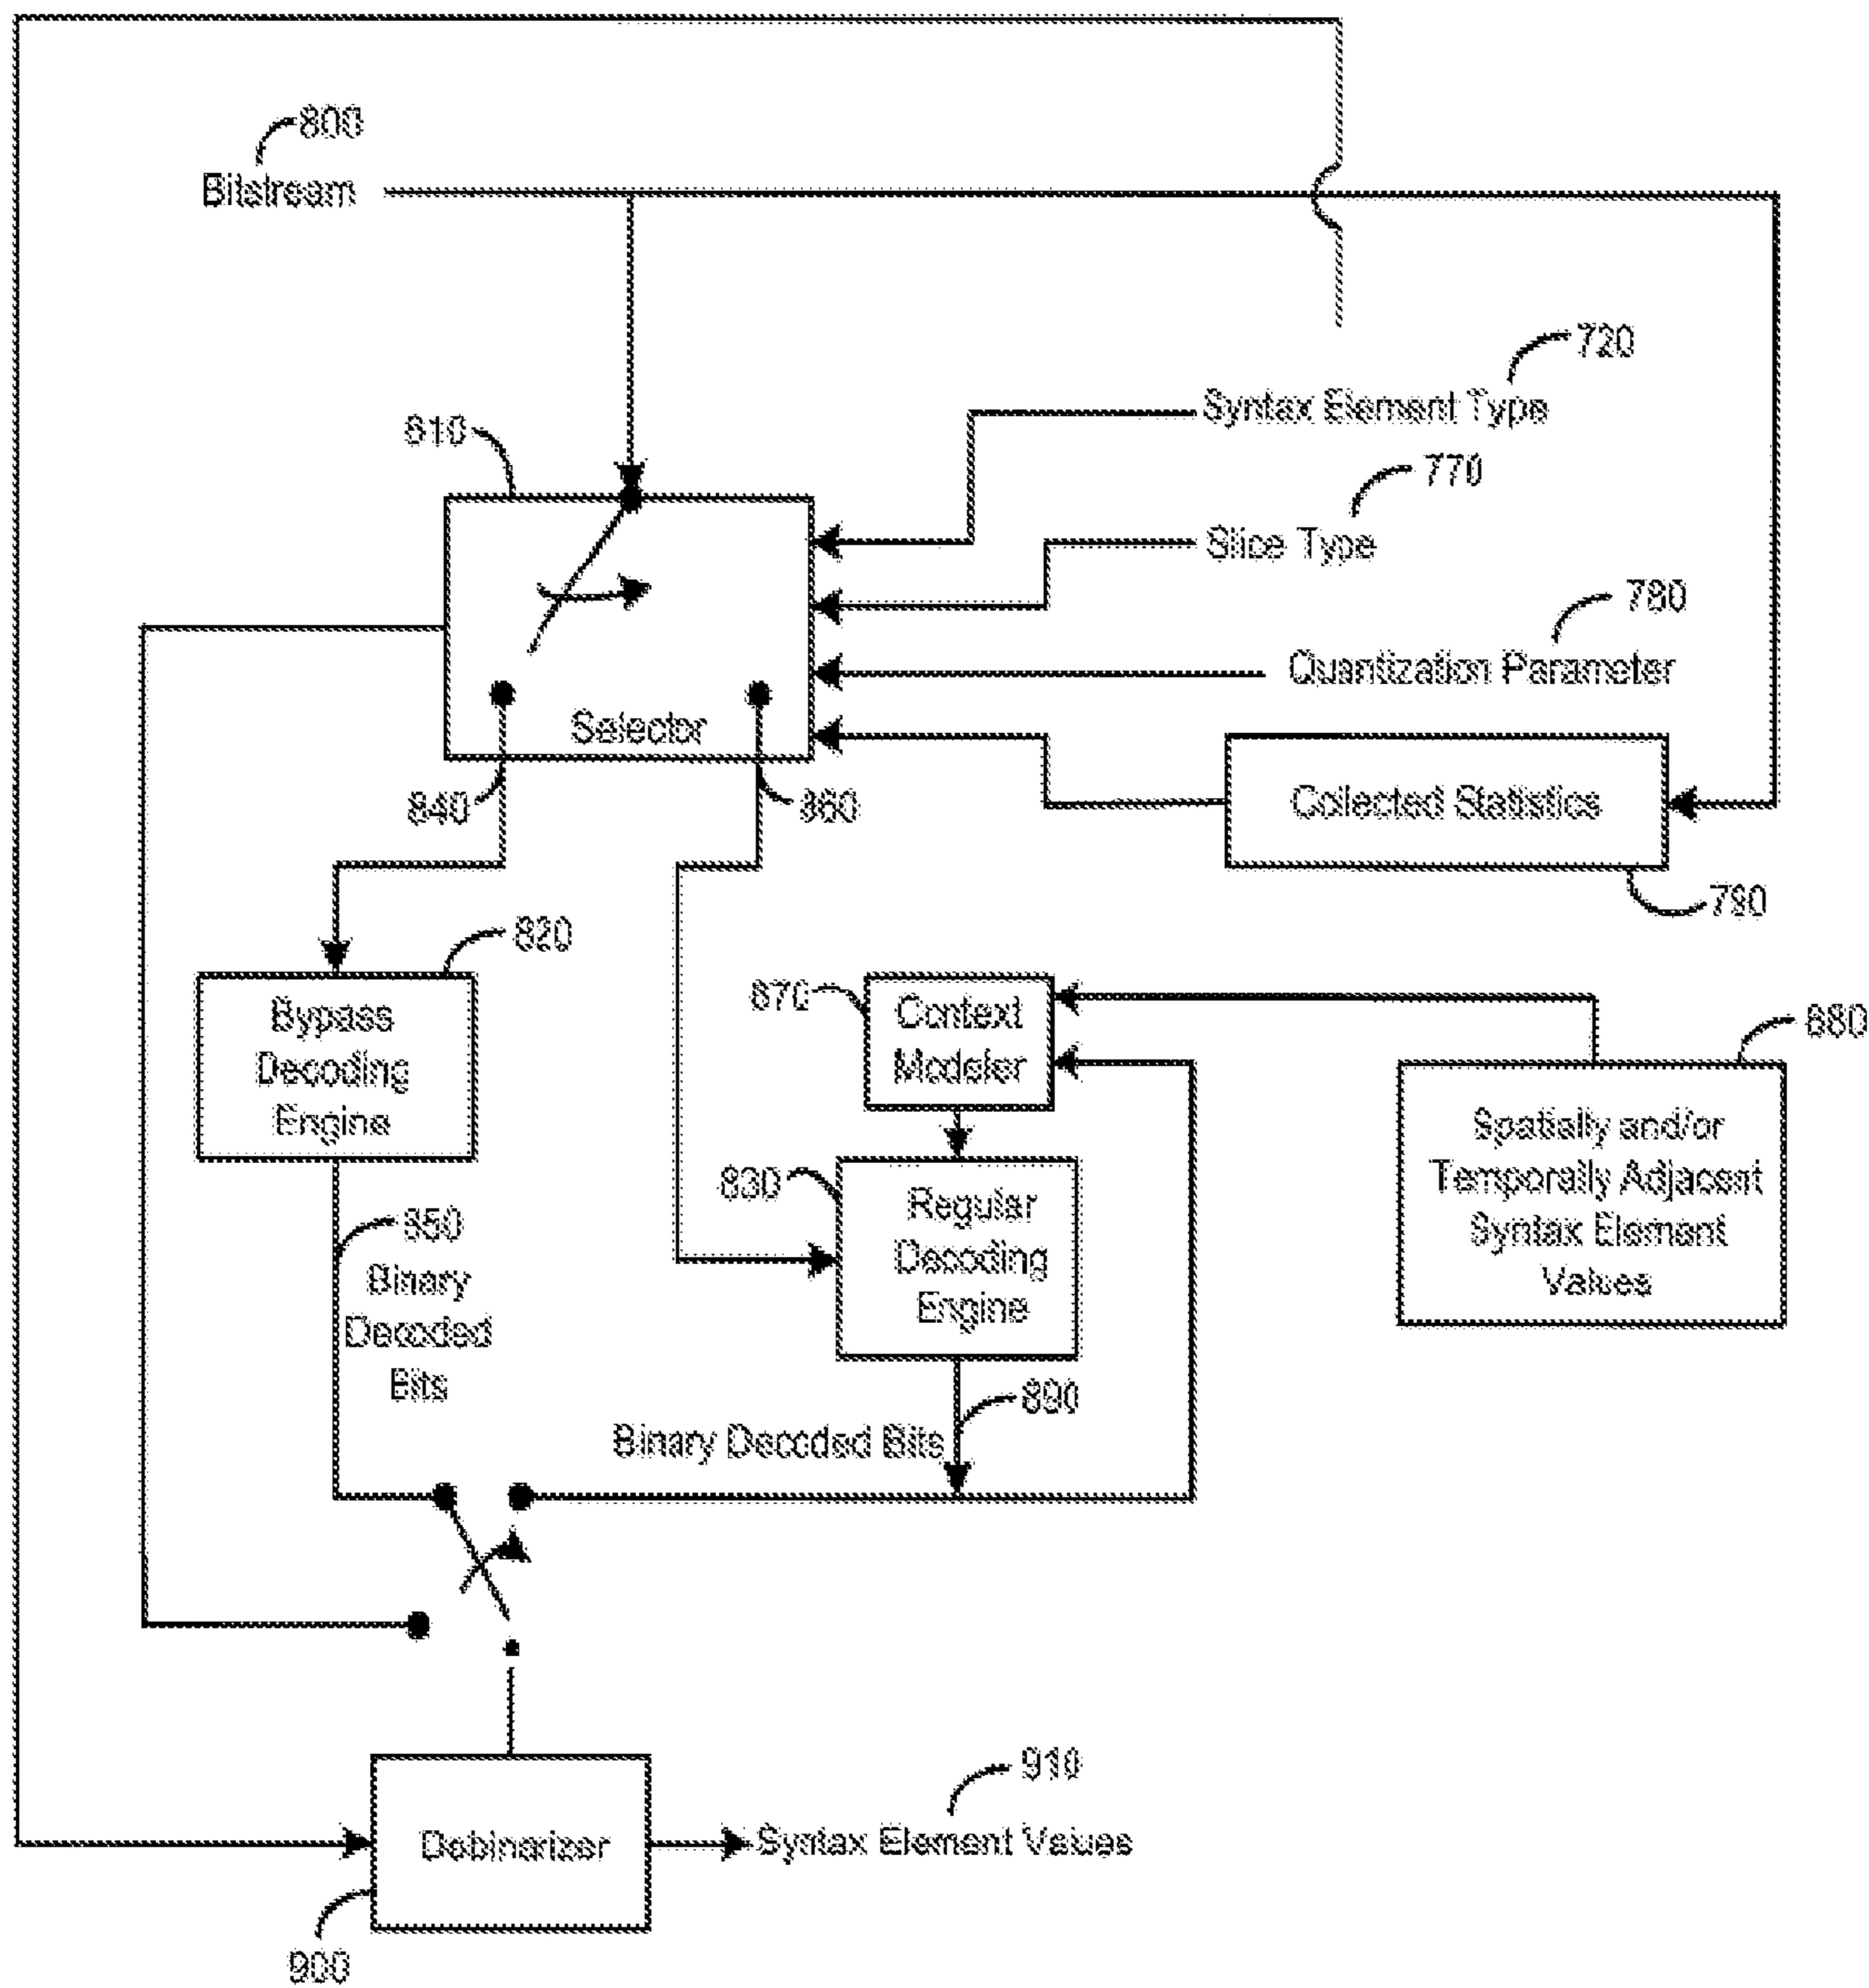 800
Bitstream
720
Syntax Element Type
810
770
Slice Type
780
Quantization Parameter
Selector
840
860
Collected Statistics
790
820
Bypass
Decoding
Engine
870
Context
Modeler
880
Spatially and/or
Temporally Adjacent
Syntax Element
Values
830
Regular
Decoding
Engine
850
Binary
Decoded
Bits
890
Binary Decoded Bits
910
Debinarizer
Syntax Element Values
900